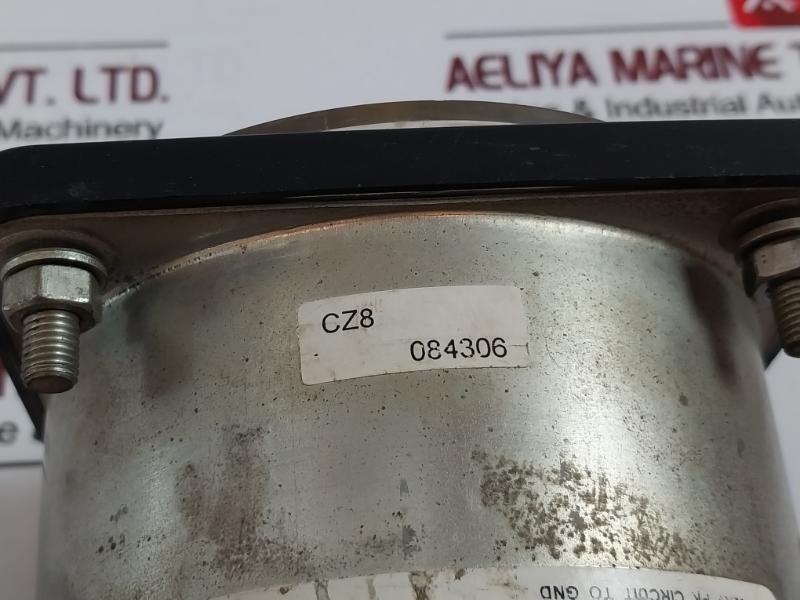 VT. LTD.
Machinery
AELIYA MARINE T
& Industrial Au
CZ8
084306
CIRCUIT TO GND